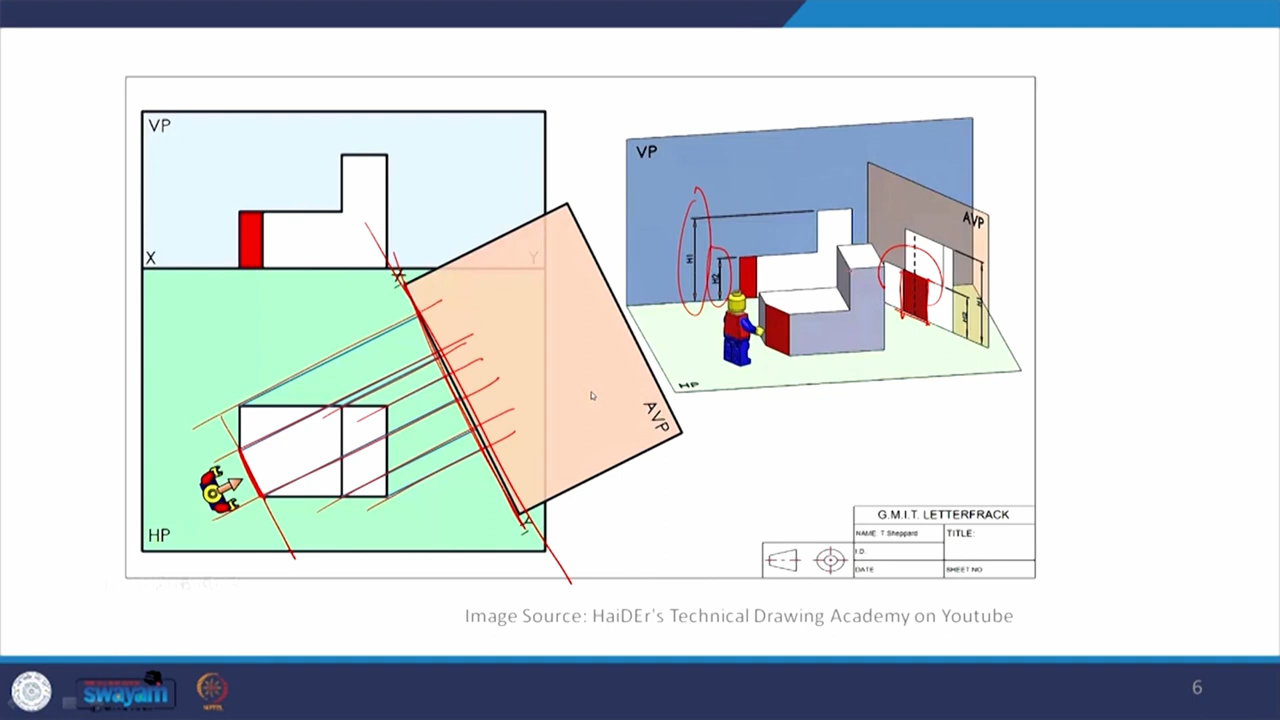 VP
X
Y
AVP
HP
VP
AVP
H1
H2
HP
G.M.I.T. LETTERFRACK
NAME: T.Sheppard
TITLE:
I.D.
DATE
SHEET NO
Image Source: HaiDEr's Technical Drawing Academy on Youtube
swayam
6